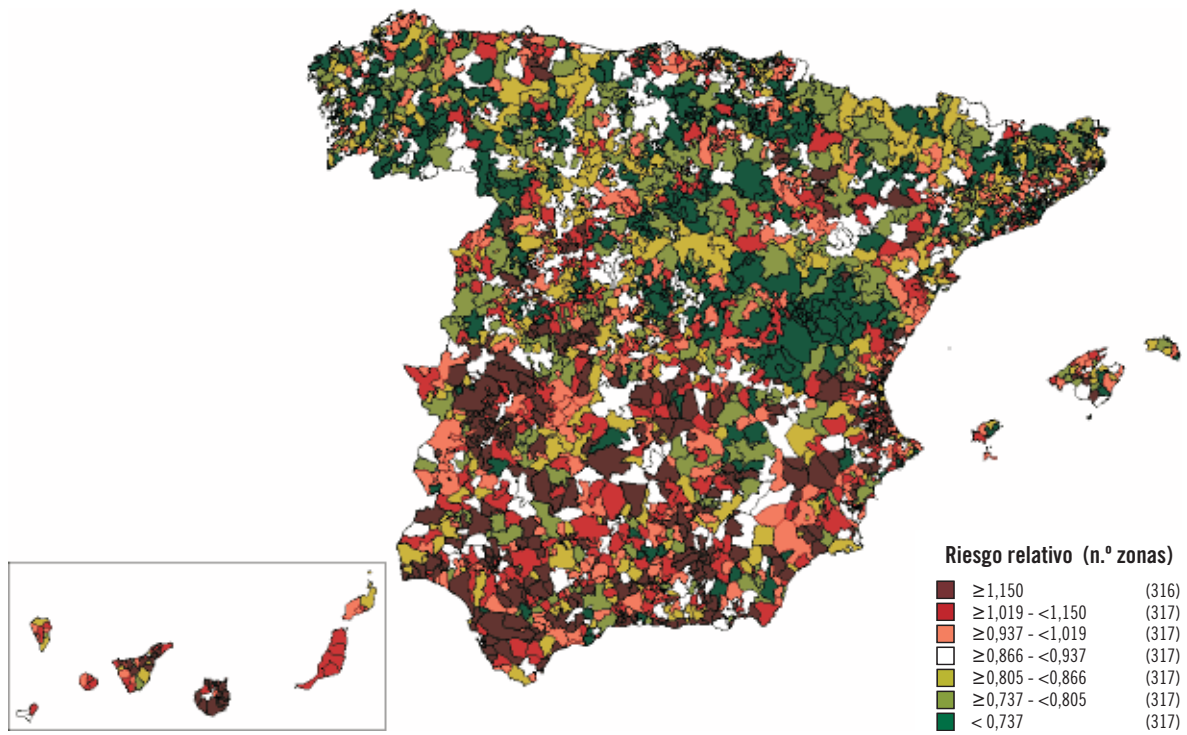 Riesgo relativo (n.º zonas)
≥1,150 (316)
≥1,019 - <1,150 (317)
≥0,937 - <1,019 (317)
≥0,866 - <0,937 (317)
≥0,805 - <0,866 (317)
≥0,737 - <0,805 (317)
< 0,737 (317)